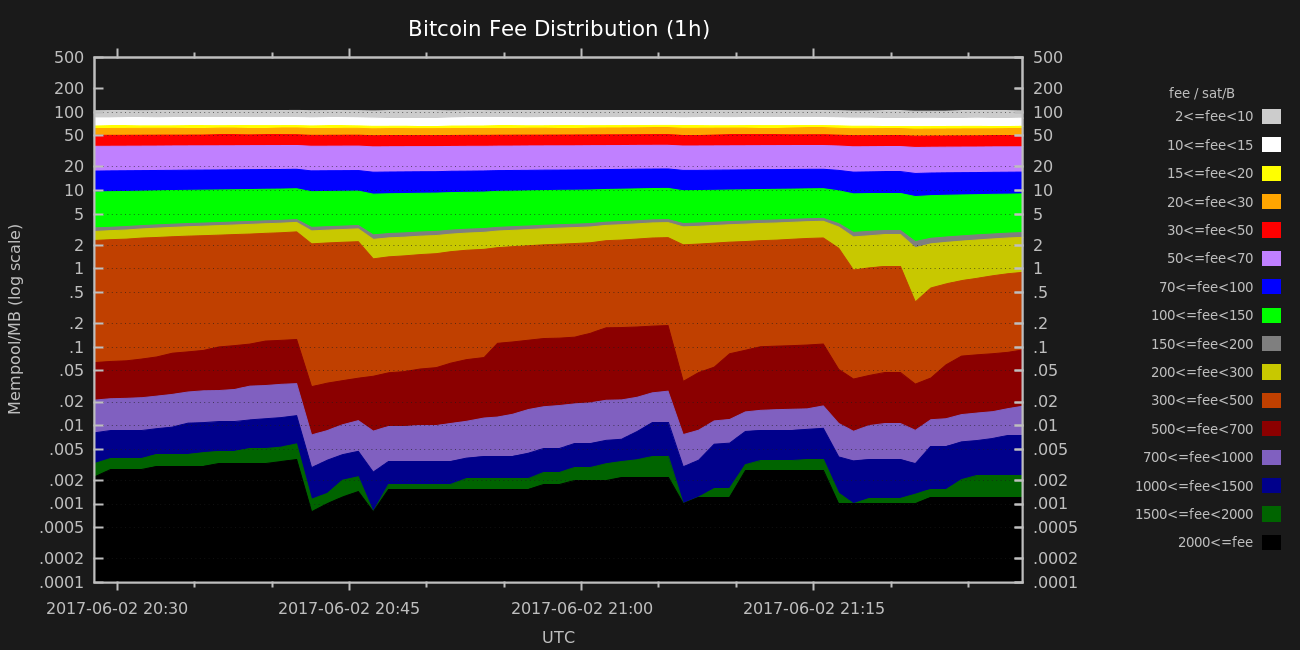 Bitcoin Fee Distribution (1h)
Mempool/MB (log scale)
500
200
100
50
20
10
5
2
1
.5
.2
.1
.05
.02
.01
.005
.002
.001
.0005
.0002
.0001
500
200
100
50
20
10
5
2
1
.5
.2
.1
.05
.02
.01
.005
.002
.001
.0005
.0002
.0001
fee / sat/B
2<=fee<10
10<=fee<15
15<=fee<20
20<=fee<30
30<=fee<50
50<=fee<70
70<=fee<100
100<=fee<150
150<=fee<200
200<=fee<300
300<=fee<500
500<=fee<700
700<=fee<1000
1000<=fee<1500
1500<=fee<2000
2000<=fee
2017-06-02 20:30 2017-06-02 20:45 2017-06-02 21:00 2017-06-02 21:15
UTC